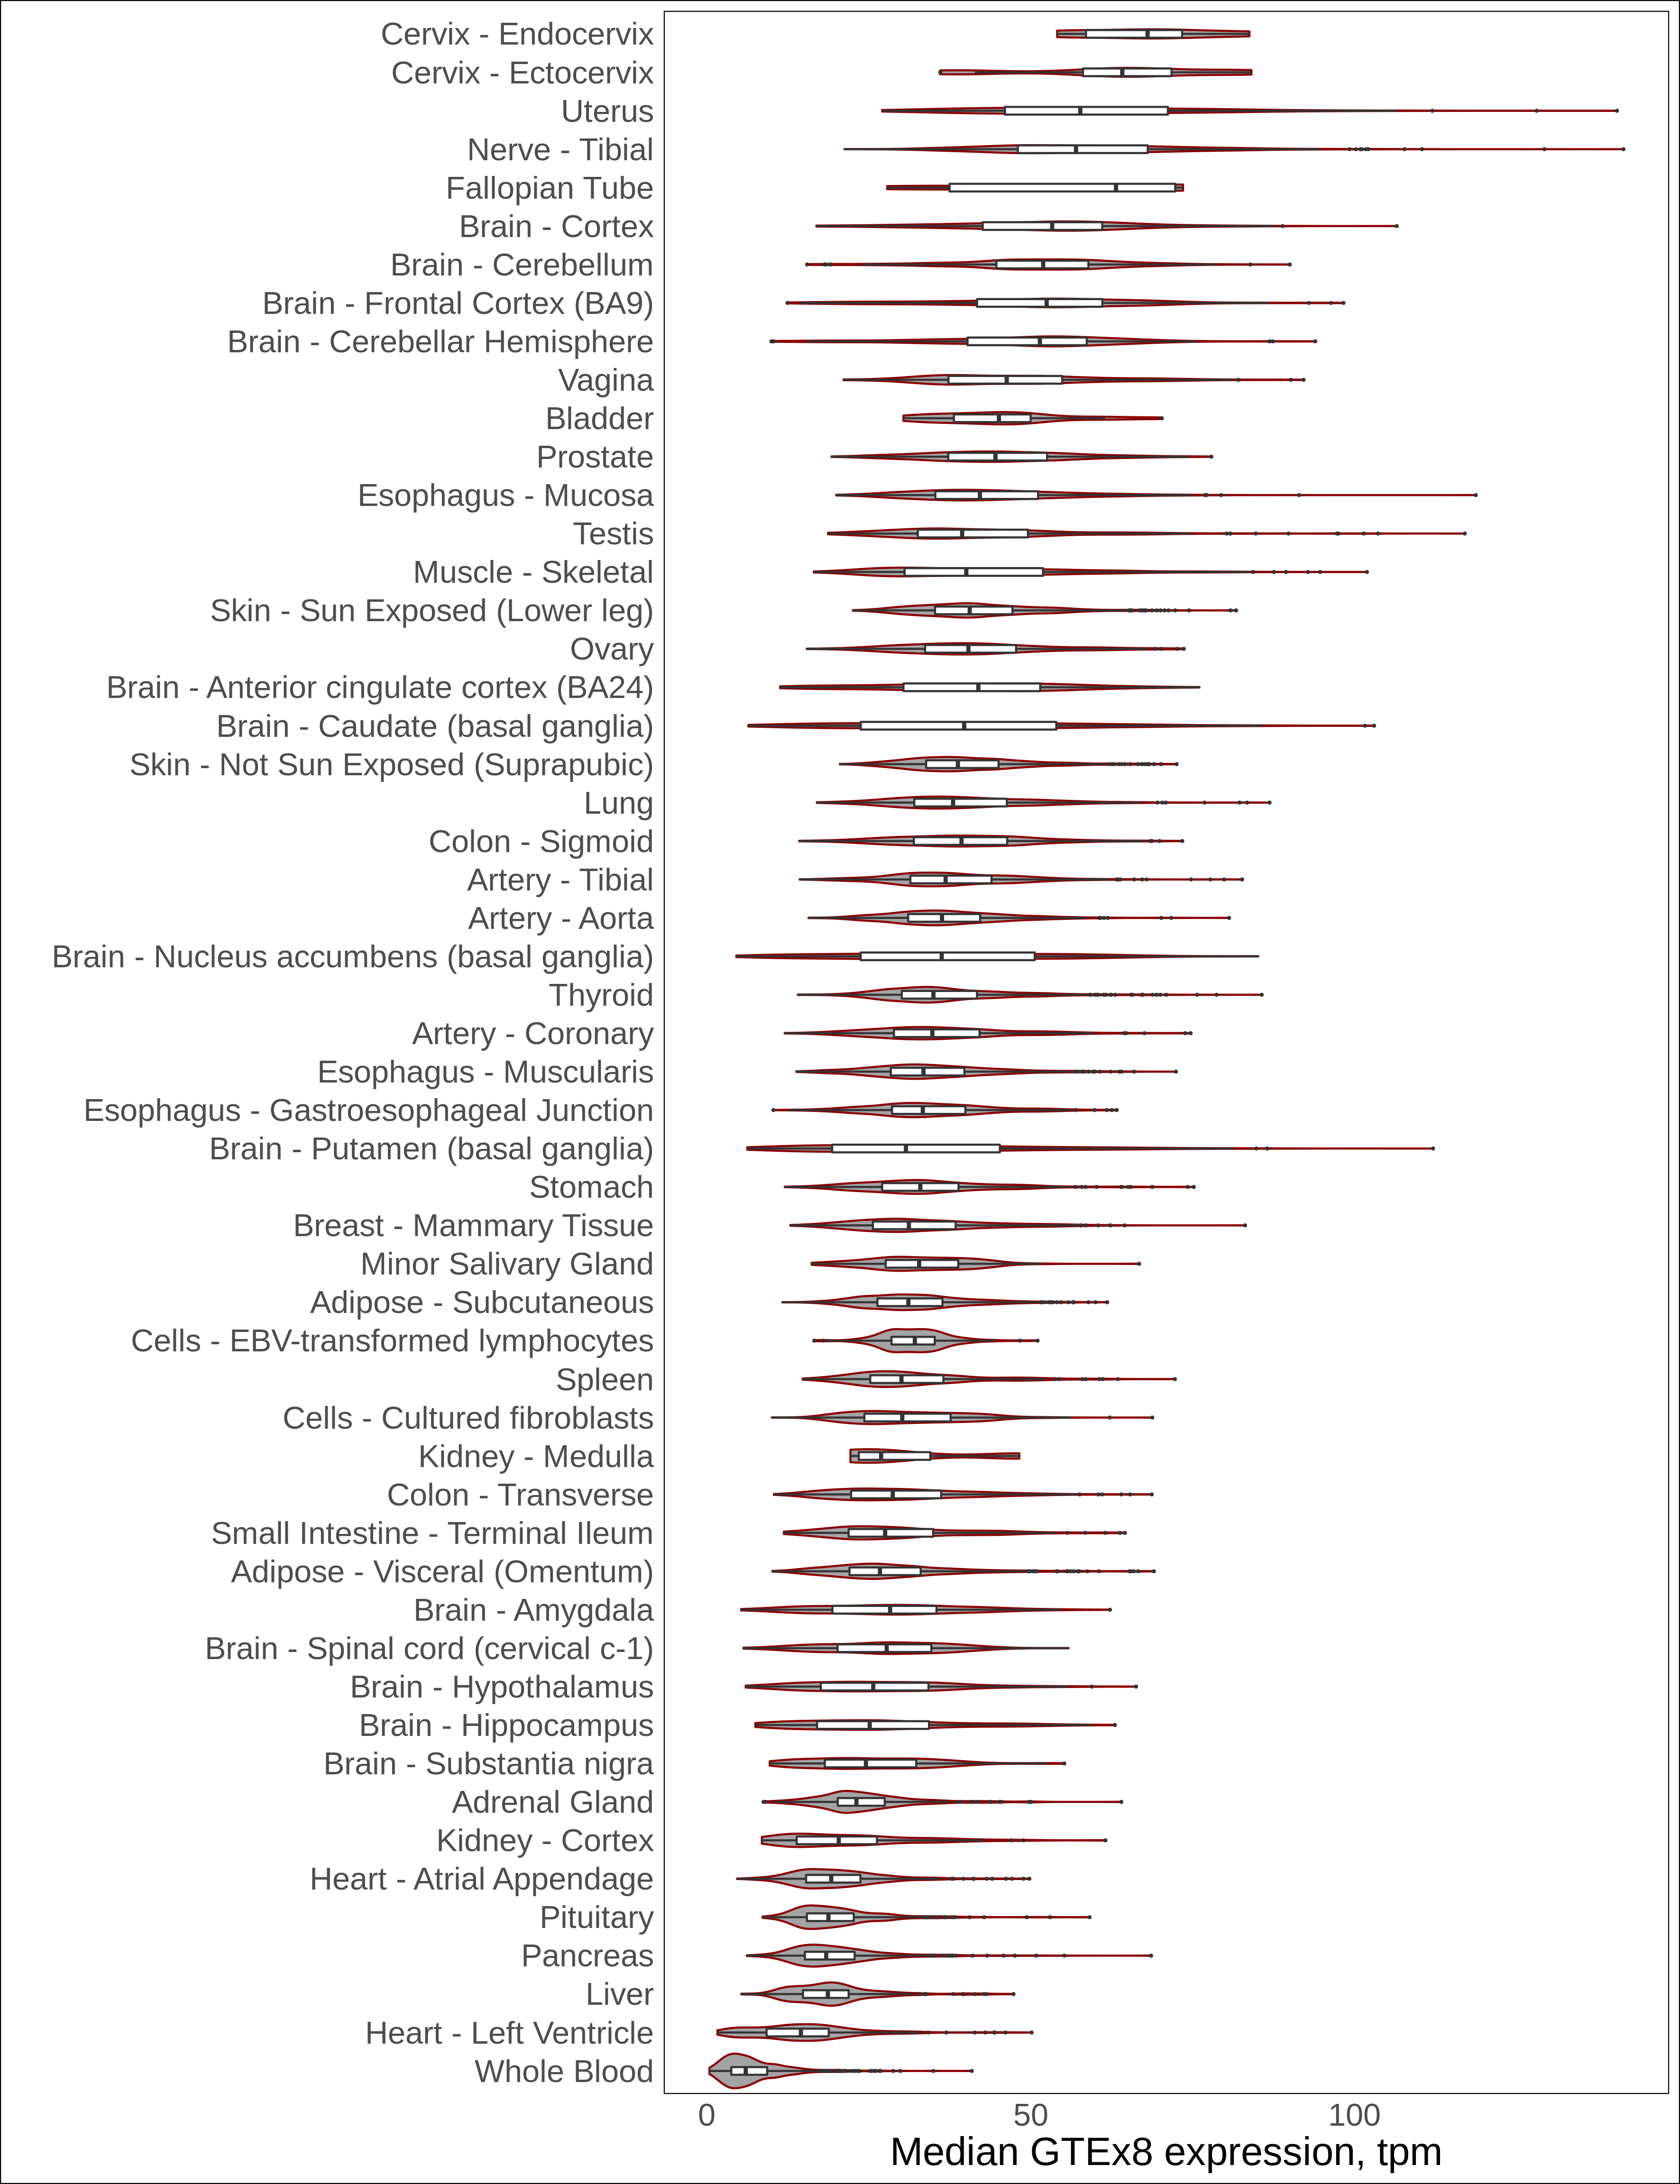 Cervix - Endocervix
Cervix - Ectocervix
Uterus
Nerve - Tibial
Fallopian Tube
Brain - Cortex
Brain - Cerebellum
Brain - Frontal Cortex (BA9)
Brain - Cerebellar Hemisphere
Vagina
Bladder
Prostate
Esophagus - Mucosa
Testis
Muscle - Skeletal
Skin - Sun Exposed (Lower leg)
Ovary
Brain - Anterior cingulate cortex (BA24)
Brain - Caudate (basal ganglia)
Skin - Not Sun Exposed (Suprapubic)
Lung
Colon - Sigmoid
Artery - Tibial
Artery - Aorta
Brain - Nucleus accumbens (basal ganglia)
Thyroid
Artery - Coronary
Esophagus - Muscularis
Esophagus - Gastroesophageal Junction
Brain - Putamen (basal ganglia)
Stomach
Breast - Mammary Tissue
Minor Salivary Gland
Adipose - Subcutaneous
Cells - EBV-transformed lymphocytes
Spleen
Cells - Cultured fibroblasts
Kidney - Medulla
Colon - Transverse
Small Intestine - Terminal Ileum
Adipose - Visceral (Omentum)
Brain - Amygdala
Brain - Spinal cord (cervical c-1)
Brain - Hypothalamus
Brain - Hippocampus
Brain - Substantia nigra
Adrenal Gland
Kidney - Cortex
Heart - Atrial Appendage
Pituitary
Pancreas
Liver
Heart - Left Ventricle
Whole Blood
0 50 100
Median GTEx8 expression, tpm